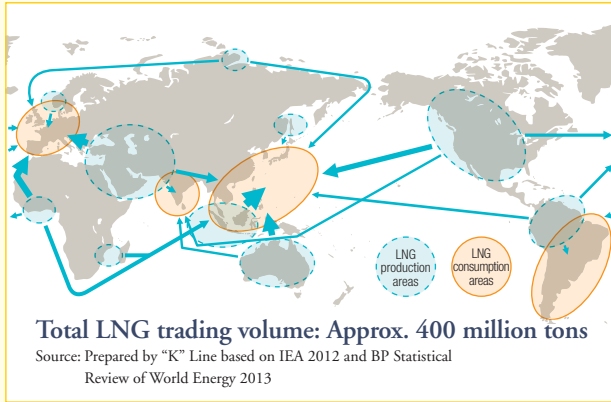 LNG
production
areas
LNG
consumption
areas
Total LNG trading volume: Approx. 400 million tons
Source: Prepared by “K” Line based on IEA 2012 and BP Statistical
Review of World Energy 2013